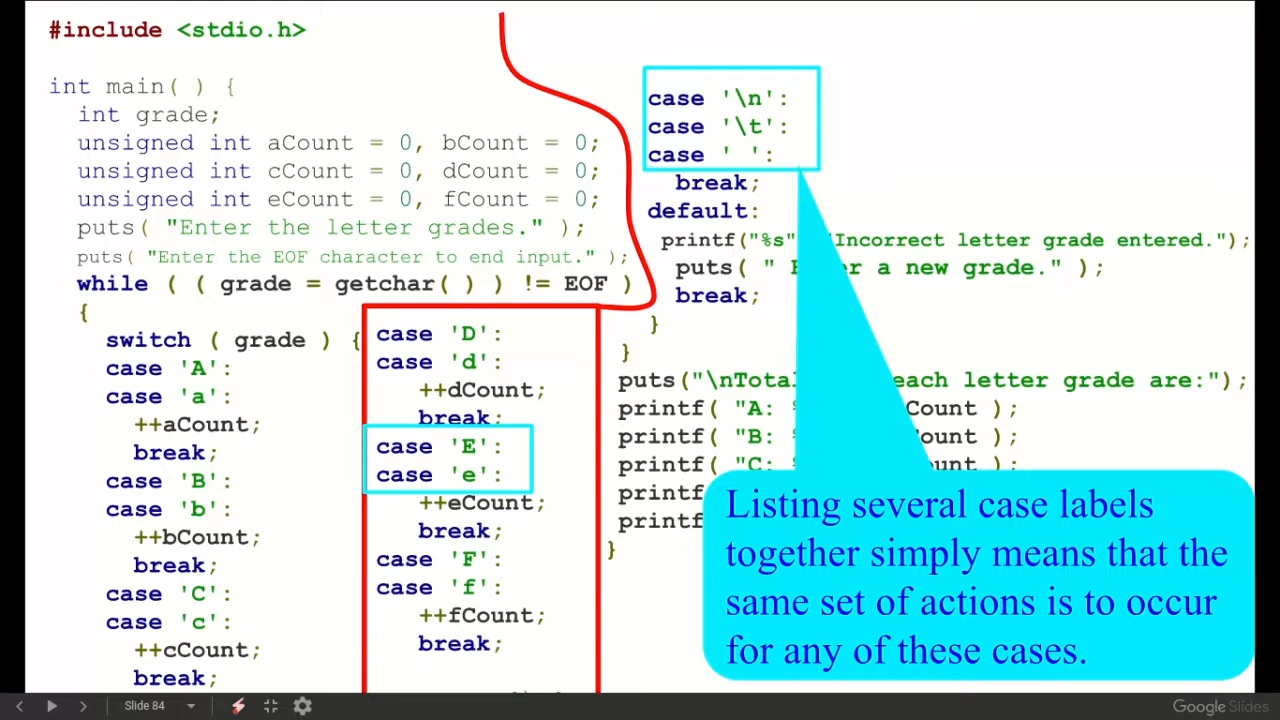 #include <stdio.h>
int main( ) {
int grade;
unsigned int aCount = 0, bCount = 0;
unsigned int cCount = 0, dCount = 0;
unsigned int eCount = 0, fCount = 0;
puts( "Enter the letter grades." );
puts( "Enter the EOF character to end input." );
while ( ( grade = getchar( ) ) != EOF )
{
switch ( grade ) {
case 'A':
case 'a':
++aCount;
break;
case 'B':
case 'b':
++bCount;
break;
case 'C':
case 'c':
++cCount;
break;
case 'D':
case 'd':
++dCount;
break;
case 'E':
case 'e':
++eCount;
break;
case 'F':
case 'f':
++fCount;
break;
case '\n':
case '\t':
case ' ':
break;
default:
printf("%s" "Incorrect letter grade entered.");
puts( " a new grade." );
break;
}
}
puts("\nTotal each letter grade are:");
printf( "A: Count );
printf( "B: Count );
printf( "C: unt );
printf
printf
}
Listing several case labels
together simply means that the
same set of actions is to occur
for any of these cases.
Slide 84
Google Slides